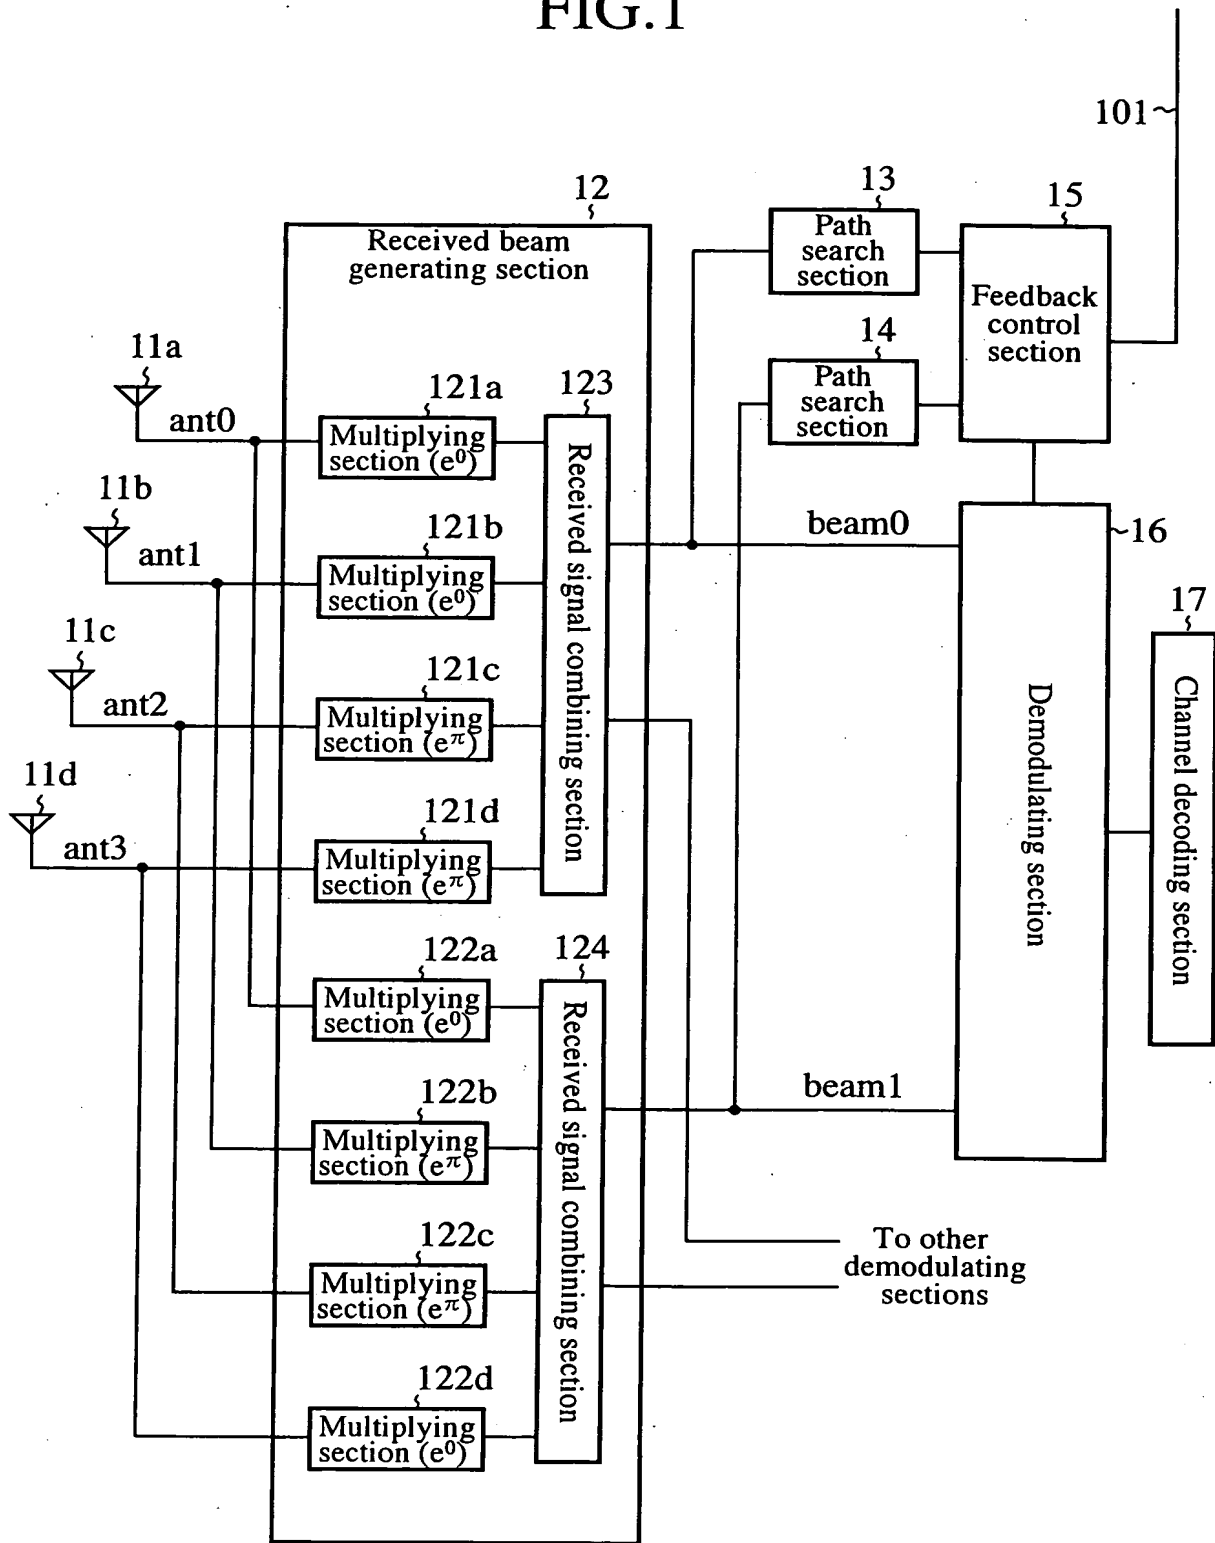 FIG.1
101
12
13
15
Received beam
generating section
Path
search
section
Feedback
control
section
14
Path
search
section
11a
ant0
121a
Multiplying
section (e⁰)
123
Received signal combining section
11b
ant1
121b
Multiplying
section (e⁰)
beam0
16
Demodulating section
17
Channel decoding section
11c
ant2
121c
Multiplying
section (eπ)
11d
ant3
121d
Multiplying
section (eπ)
122a
Multiplying
section (e⁰)
124
Received signal combining section
122b
Multiplying
section (eπ)
beam1
122c
Multiplying
section (eπ)
To other
demodulating
sections
122d
Multiplying
section (e⁰)